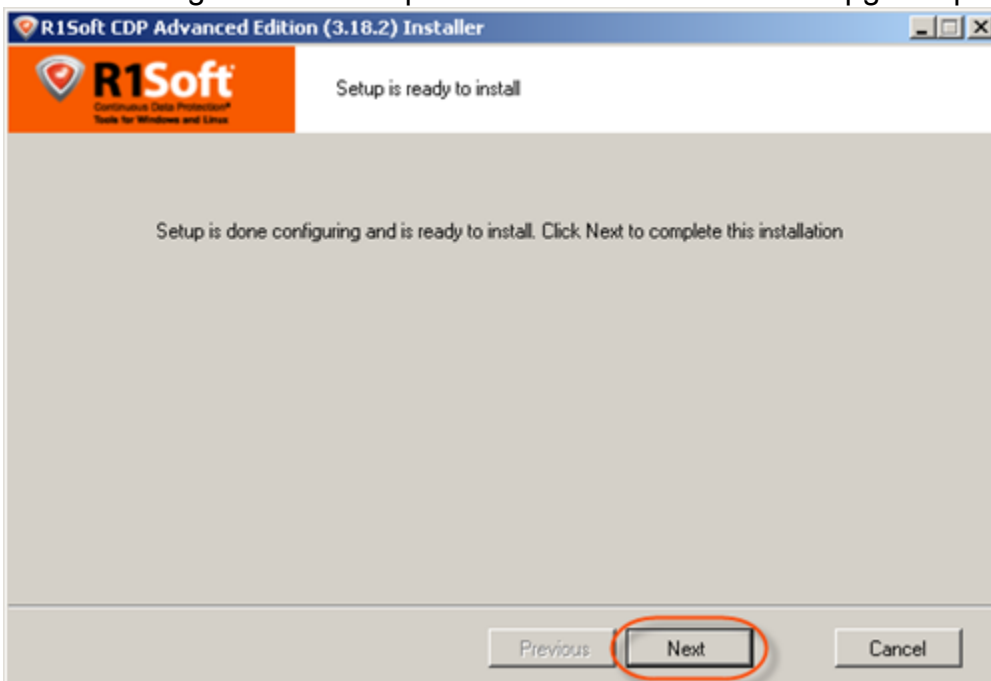 R1Soft CDP Advanced Edition (3.18.2) Installer
R1Soft
Continuous Data Protection®
Tools for Windows and Linux
Setup is ready to install
Setup is done configuring and is ready to install. Click Next to complete this installation
Previous
Next
Cancel